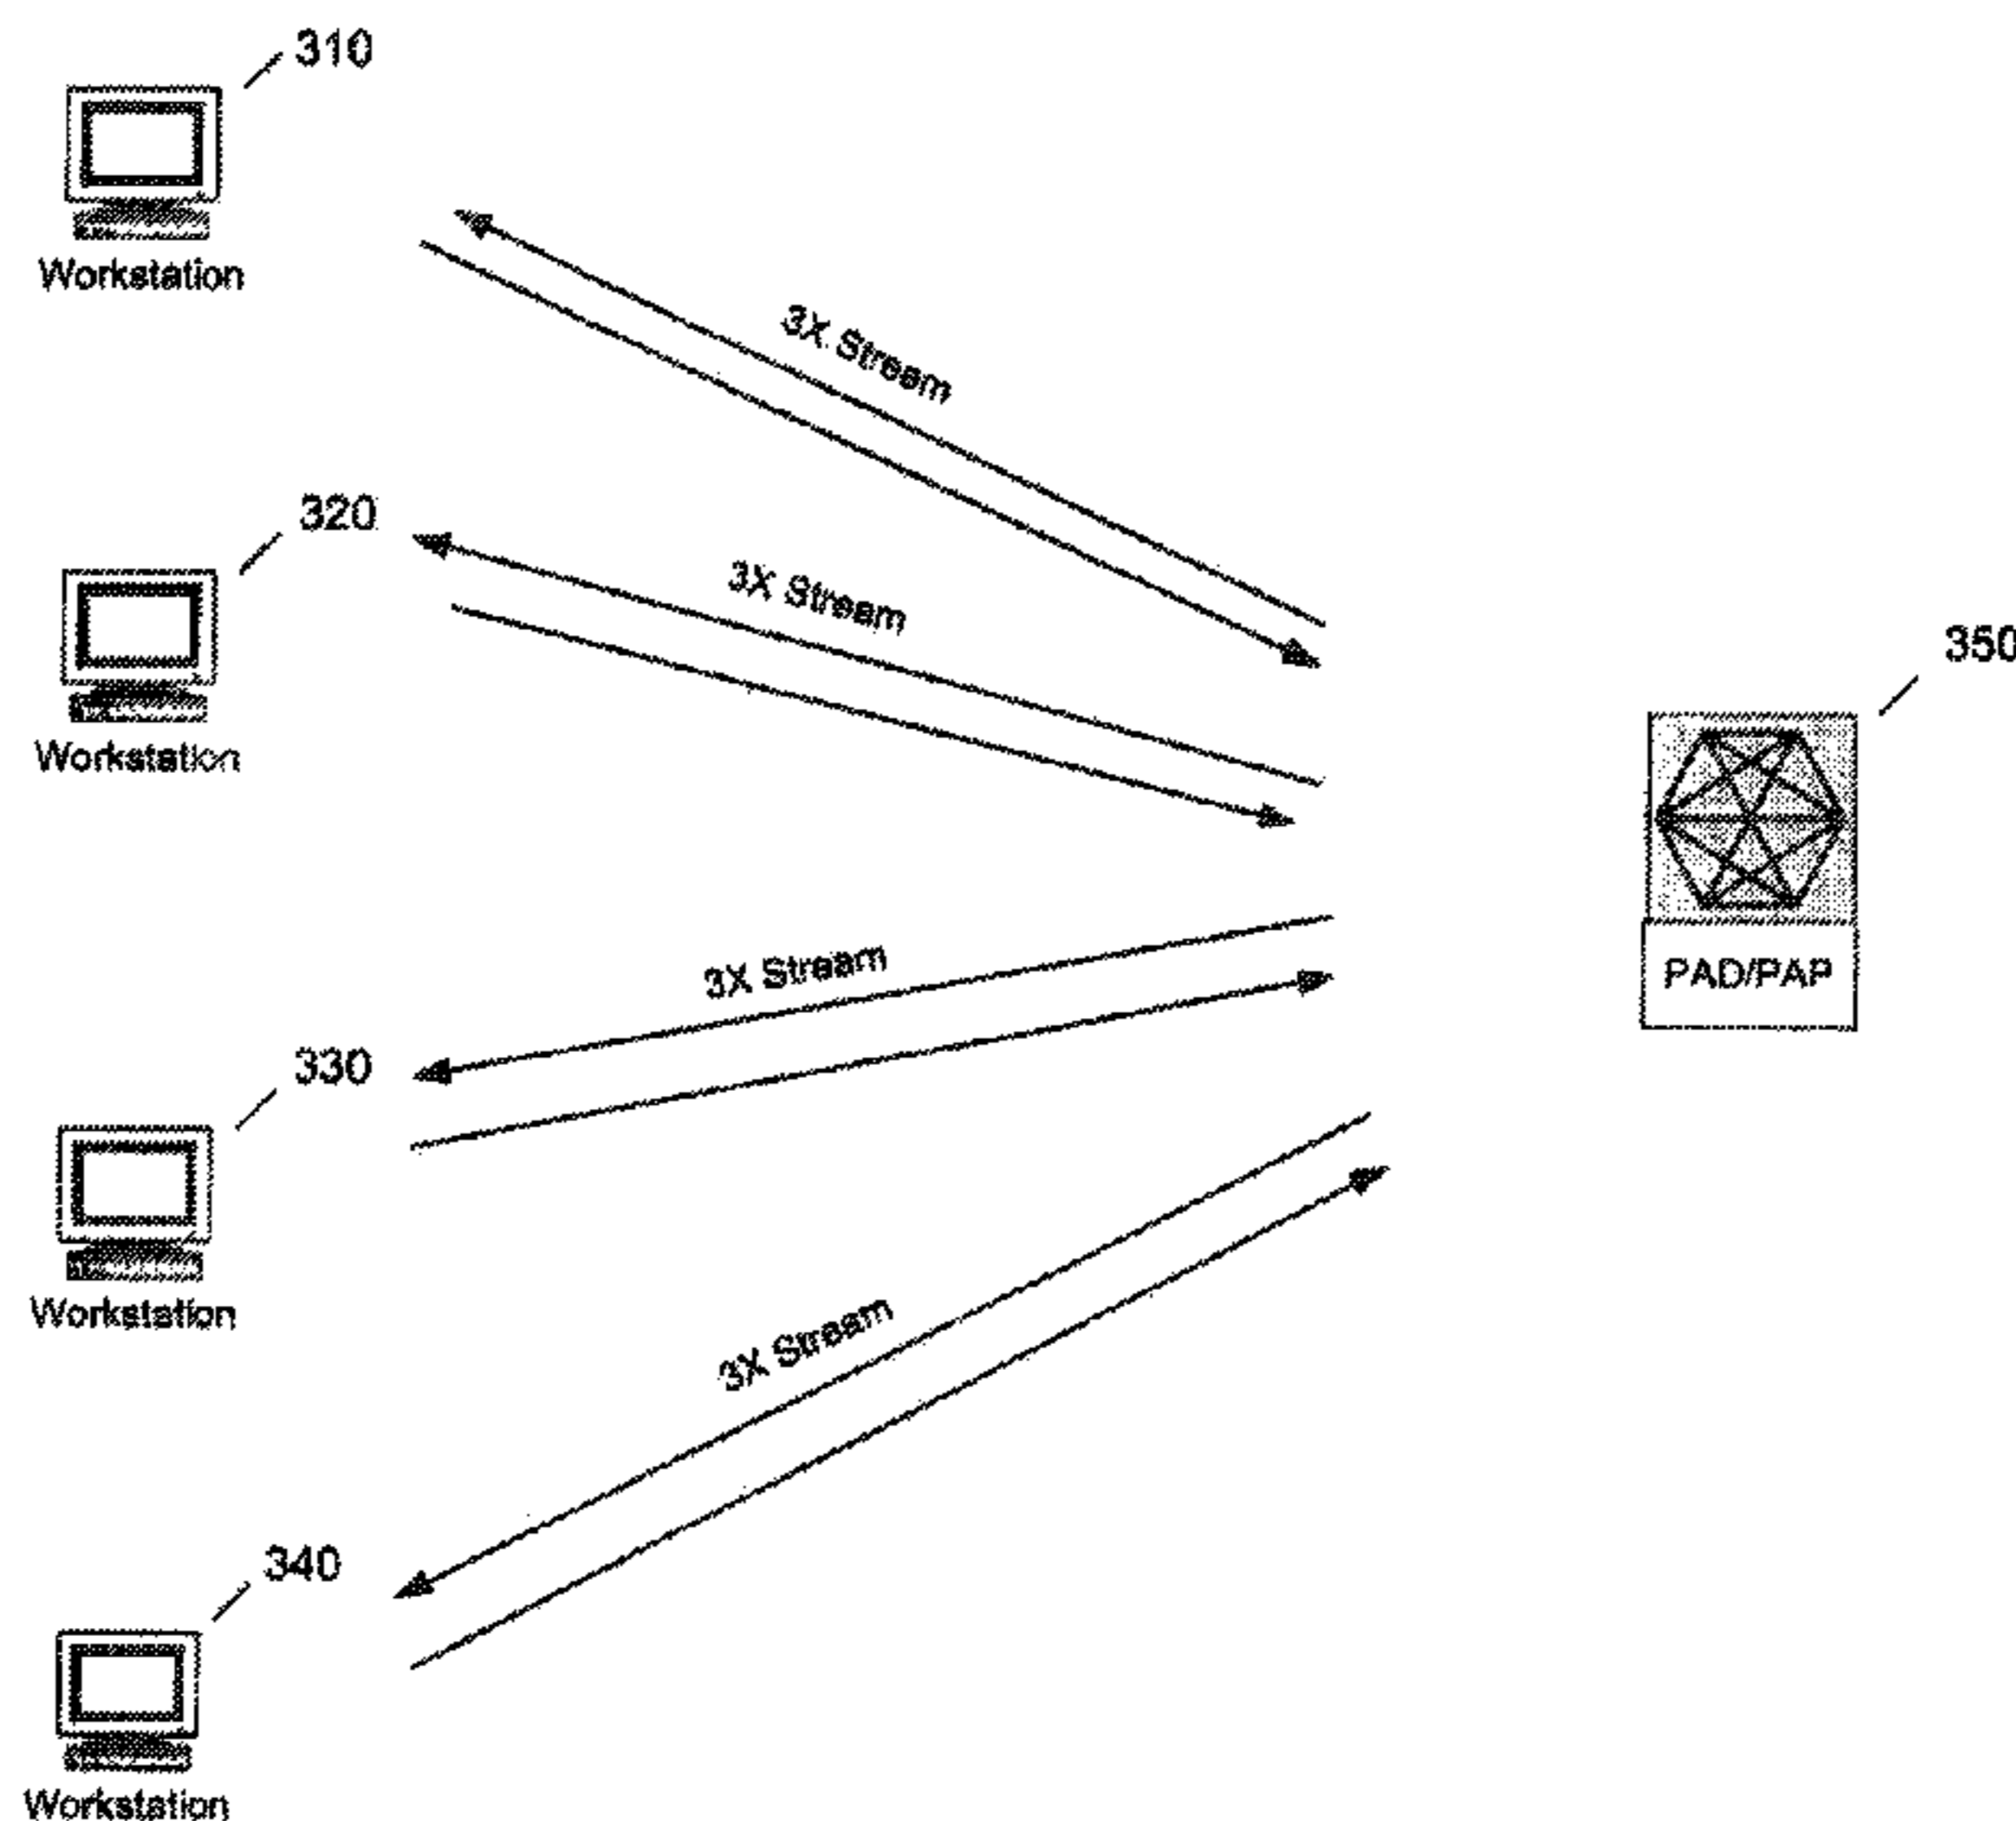 310
Workstation
3X Stream
320
3X Stream
350
Workstation
PAD/PAP
3X Stream
330
Workstation
3X Stream
340
Workstation